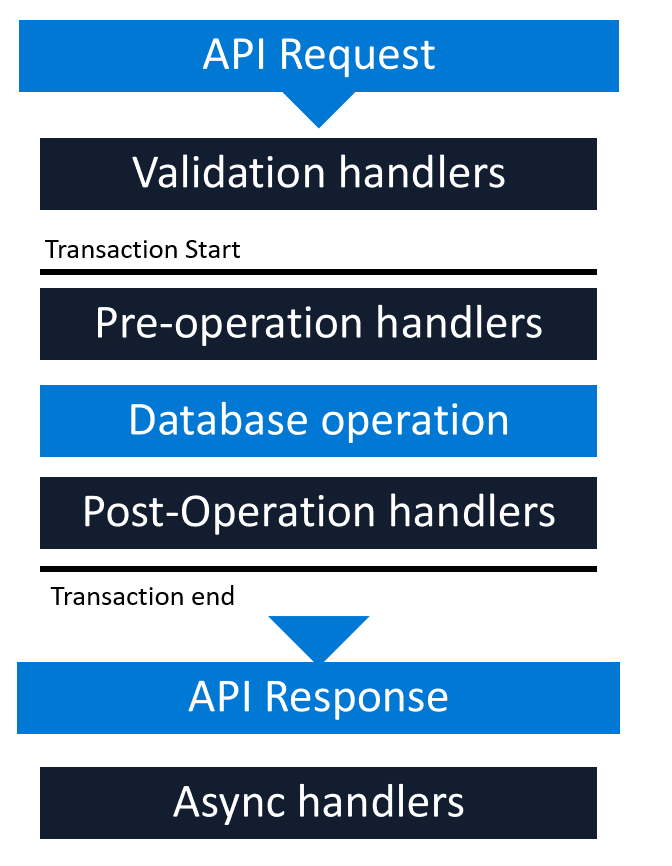 API Request
Validation handlers
Transaction Start
Pre-operation handlers
Database operation
Post-Operation handlers
Transaction end
API Response
Async handlers